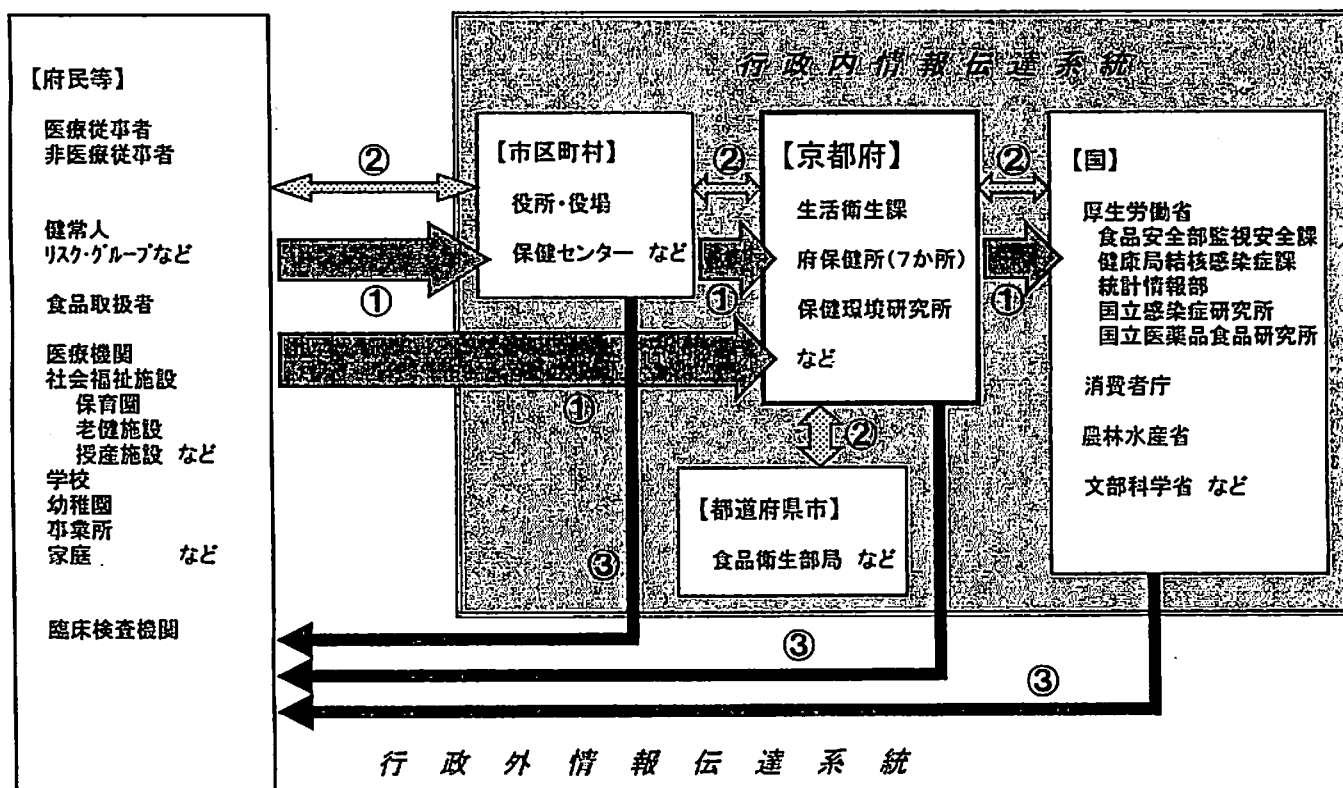 行政内情報伝達系統
【府民等】
医療従事者
非医療従事者
健常人
リスク・グループなど
食品取扱者
医療機関
社会福祉施設
保育園
老健施設
授産施設 など
学校
幼稚園
事業所
家庭 など
臨床検査機関
②
①
①
【市区町村】
役所・役場
保健センター など
②
①
【京都府】
生活衛生課
府保健所(7か所)
保健環境研究所
など
②
①
【国】
厚生労働省
食品安全部監視安全課
健康局結核感染症課
統計情報部
国立感染症研究所
国立医薬品食品研究所
消費者庁
農林水産省
文部科学省 など
②
【都道府県市】
食品衛生部局 など
③
③
③
行政外情報伝達系統